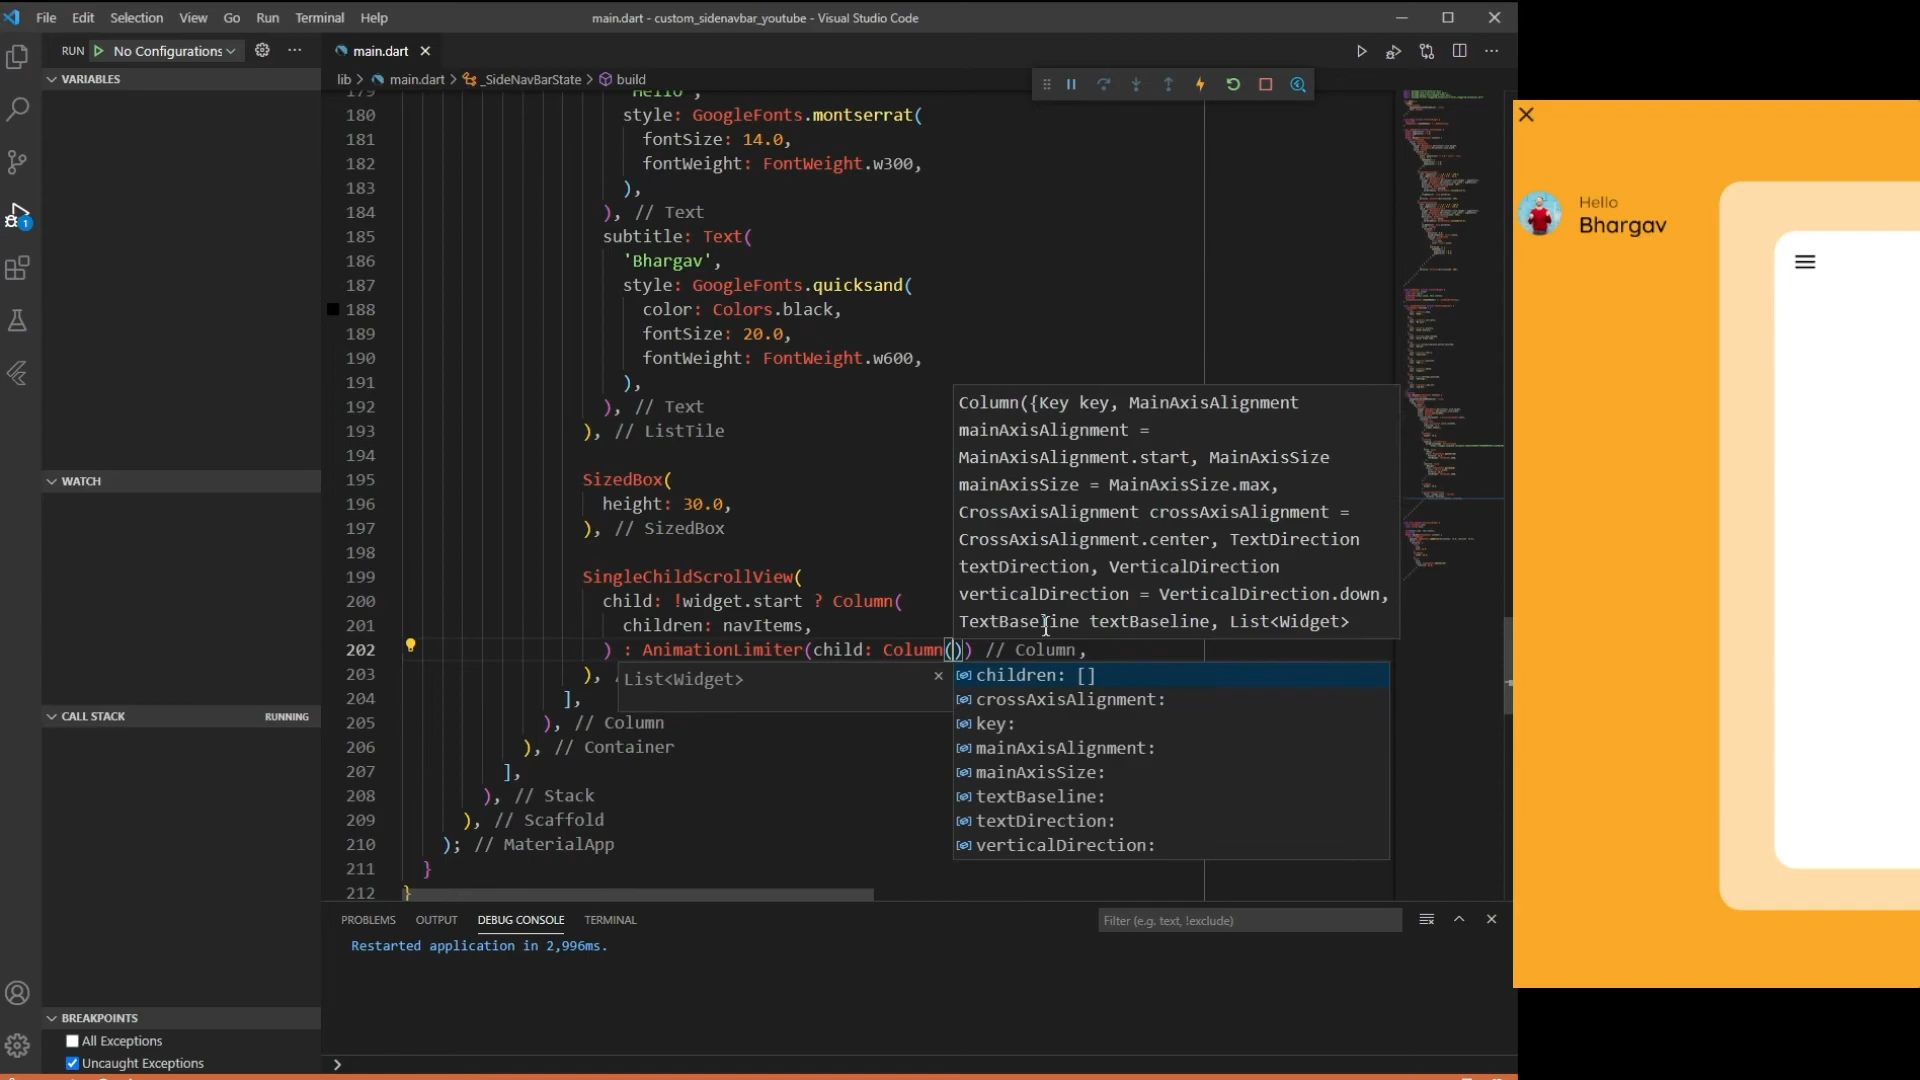 File Edit Selection View Go Run Terminal Help
main.dart - custom_sidenavbar_youtube - Visual Studio Code
RUN No Configurations
main.dart
VARIABLES
lib > main.dart > _SideNavBarState > build
179 'Hello',
180 style: GoogleFonts.montserrat(
181 fontSize: 14.0,
182 fontWeight: FontWeight.w300,
183 ),
184 ), // Text
185 subtitle: Text(
186 'Bhargav',
187 style: GoogleFonts.quicksand(
188 color: Colors.black,
189 fontSize: 20.0,
190 fontWeight: FontWeight.w600,
191 ),
192 ), // Text
193 ), // ListTile
194
195 SizedBox(
196 height: 30.0,
197 ), // SizedBox
198
199 SingleChildScrollView(
200 child: !widget.start ? Column(
201 children: navItems,
202 ) : AnimationLimiter(child: Column()) // Column ,
203 ),
204 ],
205 ), // Column
206 ), // Container
207 ],
208 ), // Stack
209 ), // Scaffold
210 ); // MaterialApp
211 }
212 }
Column({Key key, MainAxisAlignment
mainAxisAlignment =
MainAxisAlignment.start, MainAxisSize
mainAxisSize = MainAxisSize.max,
CrossAxisAlignment crossAxisAlignment =
CrossAxisAlignment.center, TextDirection
textDirection, VerticalDirection
verticalDirection = VerticalDirection.down,
TextBaseline textBaseline, List<Widget>
List<Widget>
children: []
crossAxisAlignment:
key:
mainAxisAlignment:
mainAxisSize:
textBaseline:
textDirection:
verticalDirection:
WATCH
CALL STACK RUNNING
BREAKPOINTS
All Exceptions
Uncaught Exceptions
1
PROBLEMS OUTPUT DEBUG CONSOLE TERMINAL
Filter (e.g. text, !exclude)
Restarted application in 2,996ms.
Hello
Bhargav